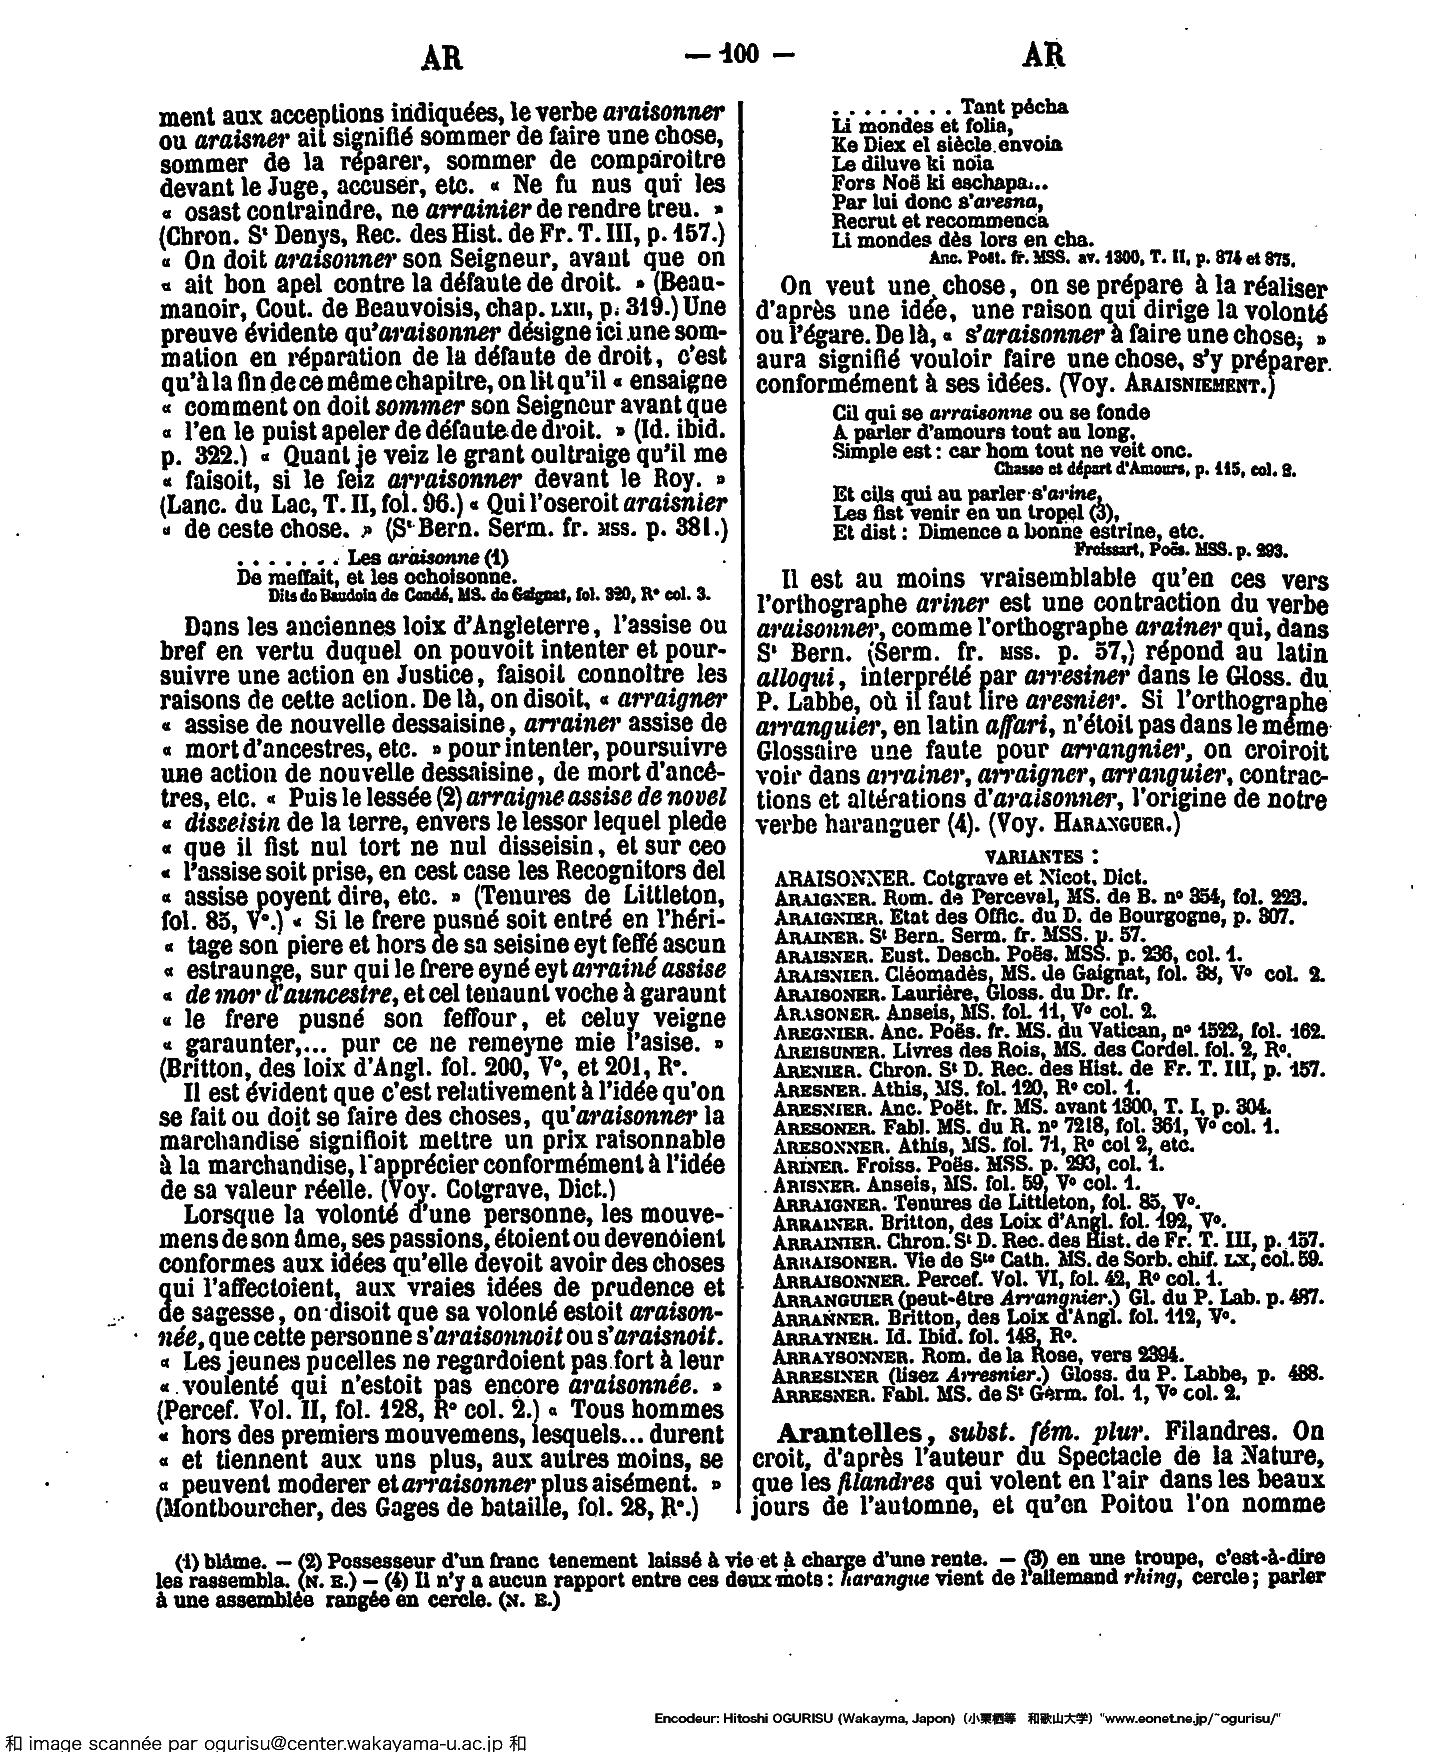 AR
— 100 —
AR
ment aux acceptions indiquées, le verbe araisonner
ou araisner ait signifié sommer de faire une chose,
sommer de la réparer, sommer de comparoitre
devant le Juge, accuser, etc. « Ne fu nus qui les
« osast contraindre, ne arrainier de rendre treu. »
(Chron. St Denys, Rec. des Hist. de Fr. T. III, p. 157.)
« On doit araisonner son Seigneur, avant que on
« ait bon apel contre la défaute de droit. » (Beau-
manoir, Cout. de Beauvoisis, chap. LXII, p. 319.) Une
preuve évidente qu'araisonner désigne ici une som-
mation en réparation de la défaute de droit, c'est
qu'à la fin de ce même chapitre, on lit qu'il « ensaigne
« comment on doit sommer son Seigneur avant que
« l'en le puist apeler de défaute de droit. » (Id. ibid.
p. 322.) « Quant je veiz le grant oultraige qu'il me
« faisoit, si le feiz arraisonner devant le Roy. »
(Lanc. du Lac, T. II, fol. 96.) « Qui l'oseroit araisnier
« de ceste chose. » (St Bern. Serm. fr. MSS. p. 381.)
. . . . . . . Les araisonne (1)
De meffait, et les ochoisonne.
Dits de Baudoin de Condé, MS. de Gaignat, fol. 320, R° col. 3.
Dans les anciennes loix d'Angleterre, l'assise ou
bref en vertu duquel on pouvoit intenter et pour-
suivre une action en Justice, faisoit connoître les
raisons de cette action. De là, on disoit, « arraigner
« assise de nouvelle dessaisine, arrainer assise de
« mort d'ancestres, etc. » pour intenter, poursuivre
une action de nouvelle dessaisine, de mort d'ancê-
tres, etc. « Puis le lessée (2) arraigne assise de novel
« disseisin de la terre, envers le lessor lequel plede
« que il fist nul tort ne nul disseisin, et sur ceo
« l'assise soit prise, en cest case les Recognitors del
« assise poyent dire, etc. » (Tenures de Littleton,
fol. 85, V°.) « Si le frere pusné soit entré en l'héri-
« tage son piere et hors de sa seisine eyt feffé ascun
« estraunge, sur qui le frere eyné eyt arrainé assise
« de mor d'auncestre, et cel tenaunt voche à garaunt
« le frere pusné son feffour, et celuy veigne
« garaunter,... pur ce ne remeyne mie l'asise. »
(Britton, des loix d'Angl. fol. 200, V°, et 201, R°.
Il est évident que c'est relativement à l'idée qu'on
se fait ou doit se faire des choses, qu'araisonner la
marchandise signifioit mettre un prix raisonnable
à la marchandise, l'apprécier conformément à l'idée
de sa valeur réelle. (Voy. Cotgrave, Dict.)
Lorsque la volonté d'une personne, les mouve-
mens de son âme, ses passions, étoient ou devenoient
conformes aux idées qu'elle devoit avoir des choses
qui l'affectoient, aux vraies idées de prudence et
de sagesse, on disoit que sa volonté estoit araison-
née, que cette personne s'araisonnoit ou s'araisnoit.
« Les jeunes pucelles ne regardoient pas fort à leur
« voulenté qui n'estoit pas encore araisonnée. »
(Percef. Vol. II, fol. 128, R° col. 2.) « Tous hommes
« hors des premiers mouvemens, lesquels... durent
« et tiennent aux uns plus, aux autres moins, se
« peuvent moderer et arraisonner plus aisément. »
(Montbourcher, des Gages de bataille, fol. 28, R°.)
. . . . . . . . Tant pécha
Li mondes et folia,
Ke Diex el siècle envoia
Le diluve ki noia
Fors Noë ki eschapa...
Par lui donc s'aresna,
Recrut et recommenca
Li mondes dès lors en cha.
Anc. Poët. fr. MSS. av. 1300, T. II, p. 874 et 875.
On veut une chose, on se prépare à la réaliser
d'après une idée, une raison qui dirige la volonté
ou l'égare. De là, « s'araisonner à faire une chose; »
aura signifié vouloir faire une chose, s'y préparer
conformément à ses idées. (Voy. ARAISNIEMENT.)
Cil qui se arraisonne ou se fonde
A parler d'amours tout au long,
Simple est : car hom tout ne veit onc.
Chasse et départ d'Amours, p. 115, col. 2.
Et cils qui au parler s'arine,
Les fist venir en un tropel (3),
Et dist : Dimence a bonne estrine, etc.
Froissart, Poës. MSS. p. 293.
Il est au moins vraisemblable qu'en ces vers
l'orthographe ariner est une contraction du verbe
araisonner, comme l'orthographe arainer qui, dans
St Bern. (Serm. fr. MSS. p. 57,) répond au latin
alloqui, interprété par arresiner dans le Gloss. du
P. Labbe, où il faut lire aresnier. Si l'orthographe
arranguier, en latin affari, n'étoit pas dans le même
Glossaire une faute pour arrangnier, on croiroit
voir dans arrainer, arraigner, arranguier, contrac-
tions et altérations d'araisonner, l'origine de notre
verbe haranguer (4). (Voy. HARANGUER.)
VARIANTES :
ARAISONNER. Cotgrave et Nicot, Dict.
ARAIGNER. Rom. de Perceval, MS. de B. n° 354, fol. 223.
ARAIGNIER. Etat des Offic. du D. de Bourgogne, p. 307.
ARAINER. St Bern. Serm. fr. MSS. p. 57.
ARAISNER. Eust. Desch. Poës. MSS. p. 236, col. 1.
ARAISNIER. Cléomadès, MS. de Gaignat, fol. 38, V° col. 2.
ARAISONER. Laurière, Gloss. du Dr. fr.
ARASONER. Anseis, MS. fol. 11, V° col. 2.
AREGNIER. Anc. Poës. fr. MS. du Vatican, n° 1522, fol. 162.
AREISUNER. Livres des Rois, MS. des Cordel. fol. 2, R°.
ARENIER. Chron. St D. Rec. des Hist. de Fr. T. III, p. 157.
ARESNER. Athis, MS. fol. 120, R° col. 1.
ARESNIER. Anc. Poët. fr. MS. avant 1300, T. I, p. 304.
ARESONER. Fabl. MS. du R. n° 7218, fol. 361, V° col. 1.
ARESONNER. Athis, MS. fol. 71, R° col 2, etc.
ARINER. Froiss. Poës. MSS. p. 293, col. 1.
ARISNER. Anseis, MS. fol. 59, V° col. 1.
ARRAIGNER. Tenures de Littleton, fol. 85, V°.
ARRAINER. Britton, des Loix d'Angl. fol. 192, V°.
ARRAINIER. Chron. St D. Rec. des Hist. de Fr. T. III, p. 157.
ARRAISONER. Vie de Ste Cath. MS. de Sorb. chif. LX, col. 59.
ARRAISONNER. Percef. Vol. VI, fol. 42, R° col. 1.
ARRANGUIER (peut-être Arrangnier.) Gl. du P. Lab. p. 487.
ARRANNER. Britton, des Loix d'Angl. fol. 112, V°.
ARRAYNER. Id. Ibid. fol. 148, R°.
ARRAYSONNER. Rom. de la Rose, vers 2394.
ARRESINER (lisez Arresnier.) Gloss. du P. Labbe, p. 488.
ARRESNER. Fabl. MS. de St Germ. fol. 1, V° col. 2.
Arantelles, subst. fém. plur. Filandres. On
croit, d'après l'auteur du Spectacle de la Nature,
que les filandres qui volent en l'air dans les beaux
jours de l'automne, et qu'en Poitou l'on nomme
(1) blâme. — (2) Possesseur d'un franc tenement laissé à vie et à charge d'une rente. — (3) en une troupe, c'est-à-dire
les rassembla. (N. E.) — (4) Il n'y a aucun rapport entre ces deux mots : harangue vient de l'allemand rhing, cercle; parler
à une assemblée rangée en cercle. (N. E.)
Encodeur: Hitoshi OGURISU (Wakayma, Japon) (小栗栖等 和歌山大学) "www.eonet.ne.jp/~ogurisu/"
和 image scannée par ogurisu@center.wakayama-u.ac.jp 和